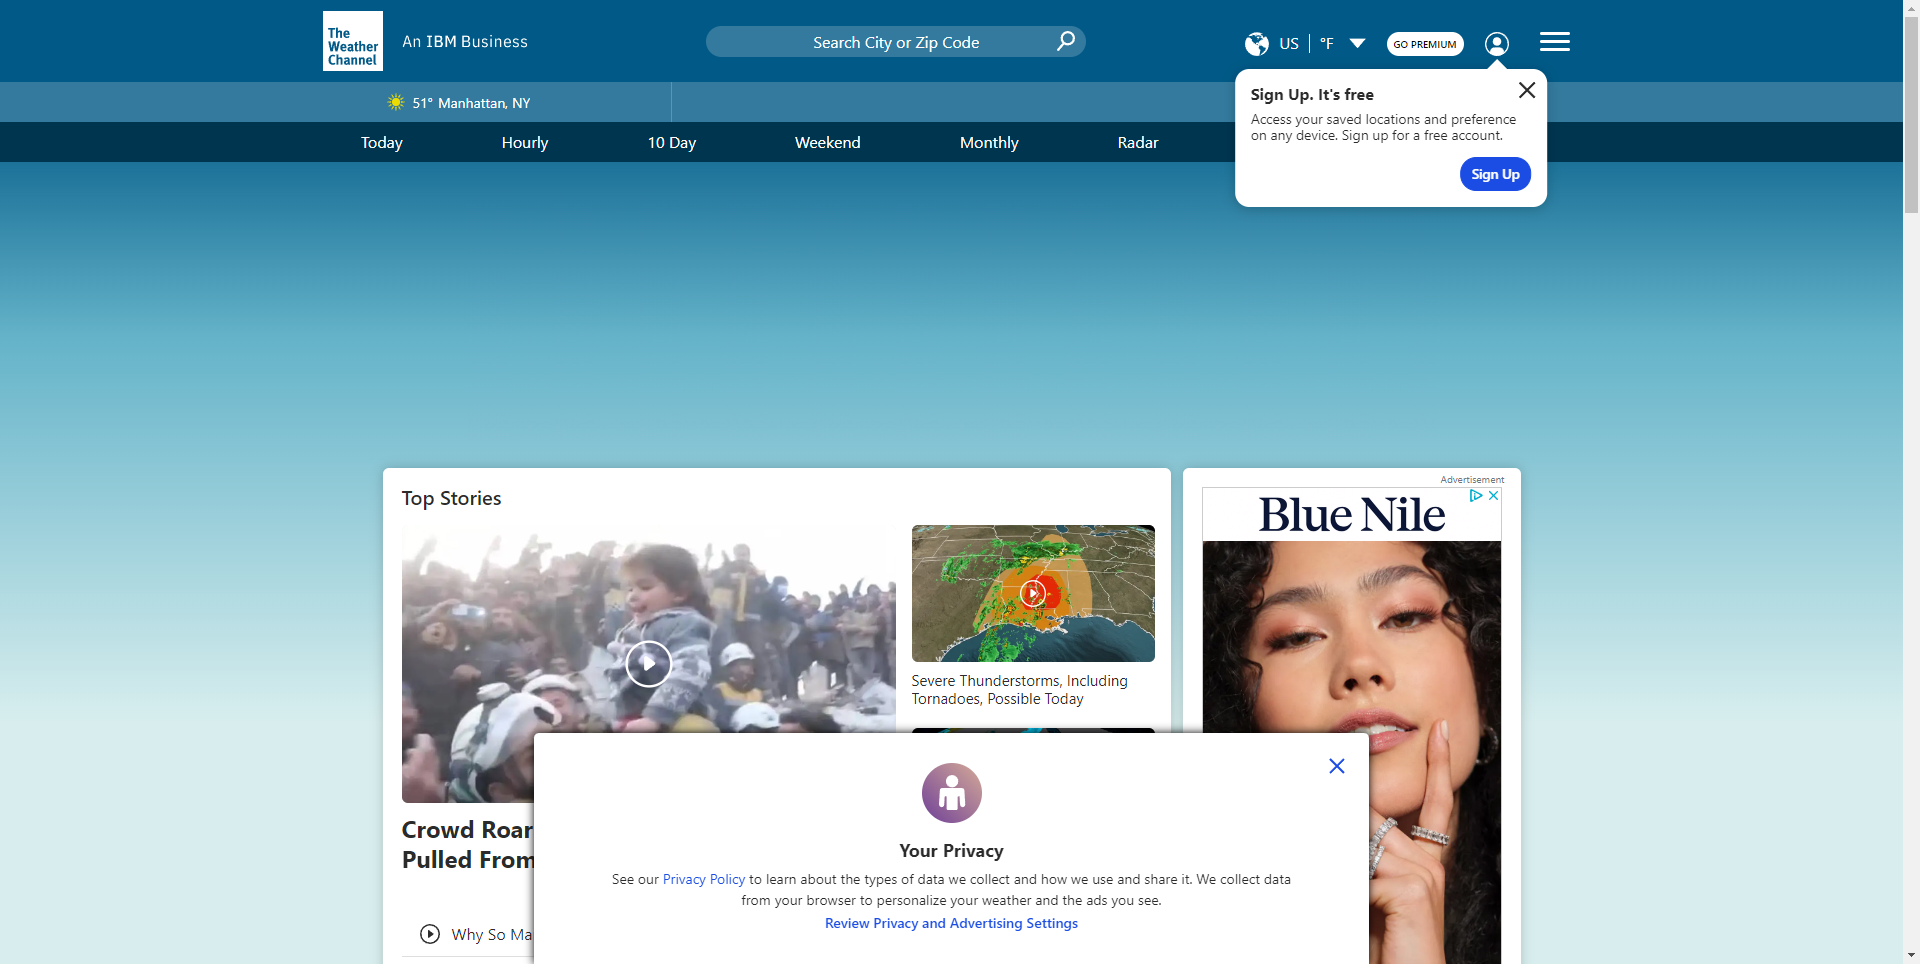 The
Weather
Channel
An IBM Business
Search City or Zip Code
US
°F
GO PREMIUM
51° Manhattan, NY
Sign Up. It's free
Access your saved locations and preference
on any device. Sign up for a free account.
Sign Up
Today
Hourly
10 Day
Weekend
Monthly
Radar
Top Stories
Severe Thunderstorms, Including
Tornadoes, Possible Today
Crowd Roar
Pulled From
Why So Ma
Advertisement
Blue Nile
Your Privacy
See our Privacy Policy to learn about the types of data we collect and how we use and share it. We collect data
from your browser to personalize your weather and the ads you see.
Review Privacy and Advertising Settings